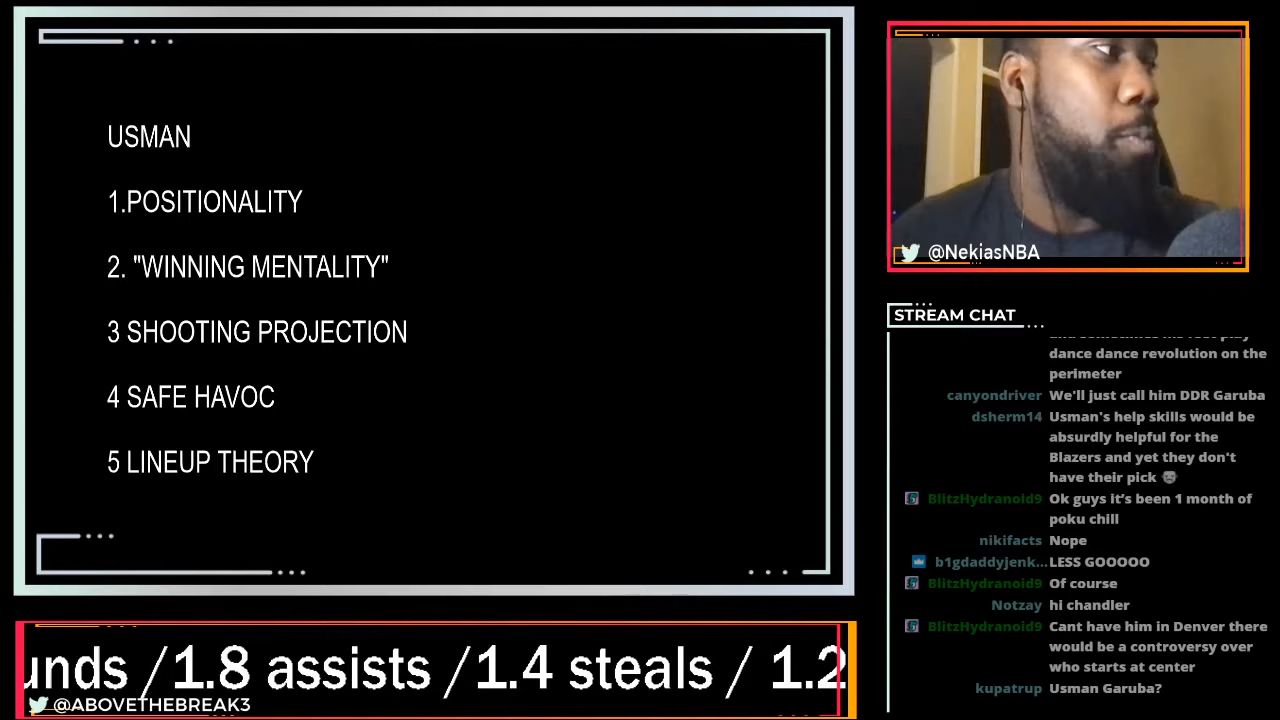 USMAN
1.POSITIONALITY
2. "WINNING MENTALITY"
3 SHOOTING PROJECTION
4 SAFE HAVOC
5 LINEUP THEORY
unds /1.8 assists /1.4 steals / 1.2
@ABOVETHEBREAK3
@NekiasNBA
STREAM CHAT
dance dance revolution on the
perimeter
canyondriver We'll just call him DDR Garuba
dsherm14 Usman's help skills would be
absurdly helpful for the
Blazers and yet they don't
have their pick
BlitzHydranoid9 Ok guys it's been 1 month of
poku chill
nikifacts Nope
b1gdaddyjenk... LESS GOOOOO
BlitzHydranoid9 Of course
Notzay hi chandler
BlitzHydranoid9 Cant have him in Denver there
would be a controversy over
who starts at center
kupatrup Usman Garuba?